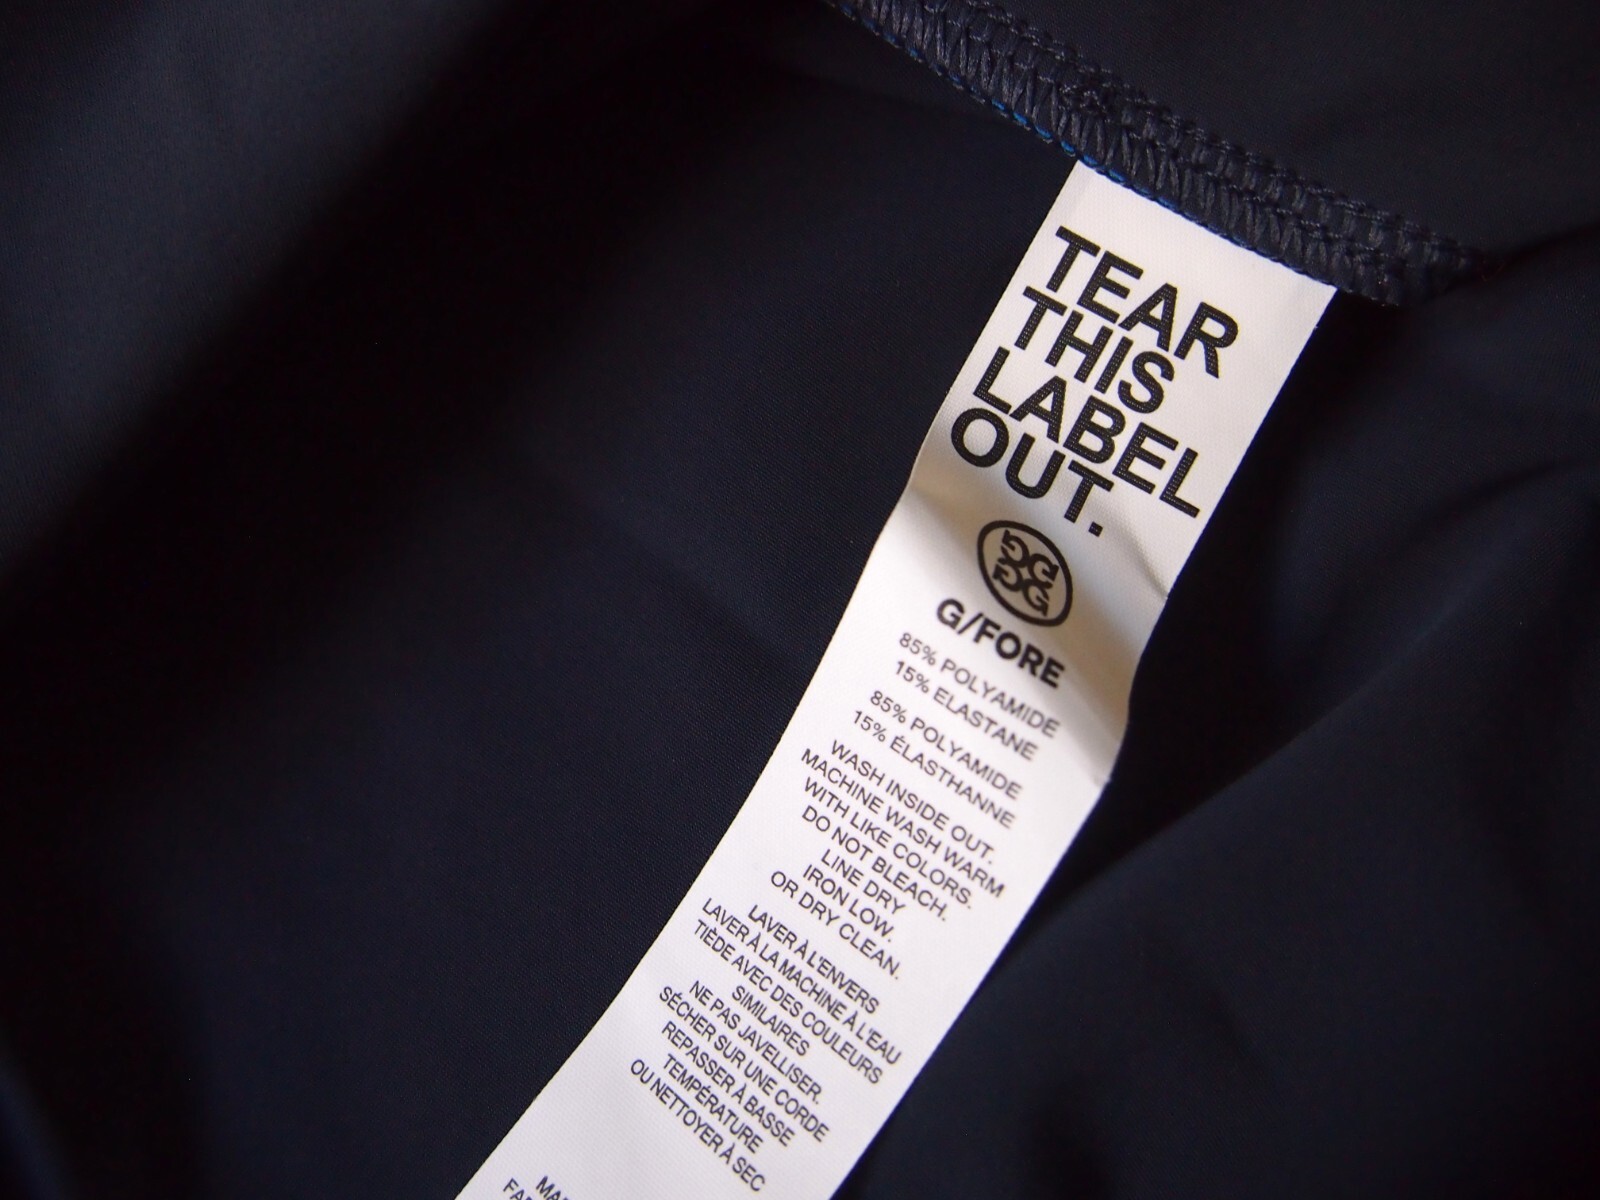 TEAR
THIS
LABEL
OUT.
G/FORE
85% POLYAMIDE
15% ELASTANE
85% POLYAMIDE
15% ÉLASTHANNE
WASH INSIDE OUT.
MACHINE WASH WARM
WITH LIKE COLORS.
DO NOT BLEACH.
LINE DRY
IRON LOW.
OR DRY CLEAN.
LAVER À L'ENVERS
LAVER À LA MACHINE À L'EAU
TIÈDE AVEC DES COULEURS
SIMILAIRES
NE PAS JAVELLISER.
SÉCHER SUR UNE CORDE
REPASSER À BASSE
TEMPÉRATURE
OU NETTOYER À SEC